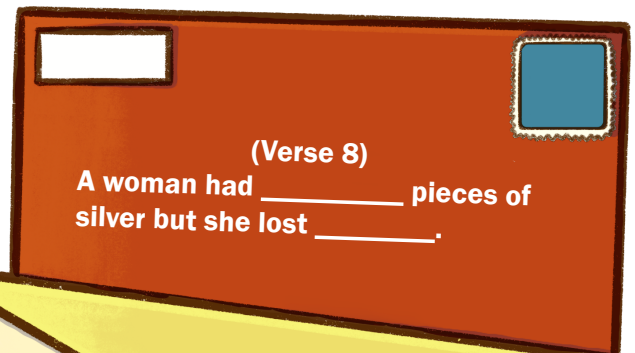 (Verse 8)
A woman had __________ pieces of
silver but she lost ________.